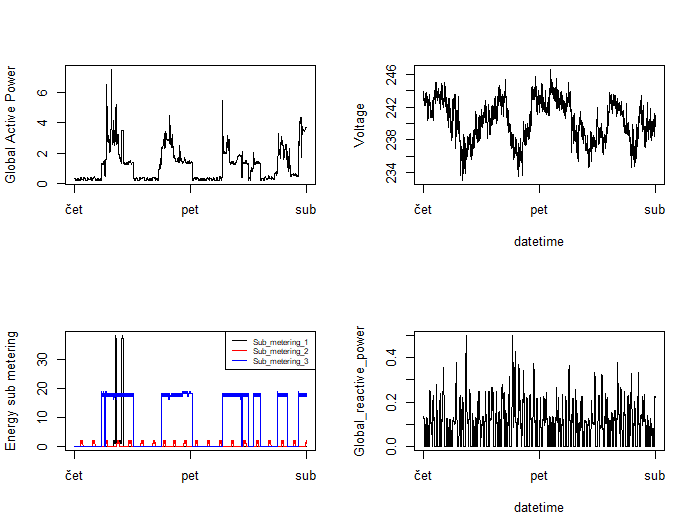 Global Active Power
0 2 4 6
čet pet sub
Voltage
234 238 242 246
čet pet sub
datetime
Energy sub metering
0 10 20 30
Sub_metering_1
Sub_metering_2
Sub_metering_3
čet pet sub
Global_reactive_power
0.0 0.2 0.4
čet pet sub
datetime